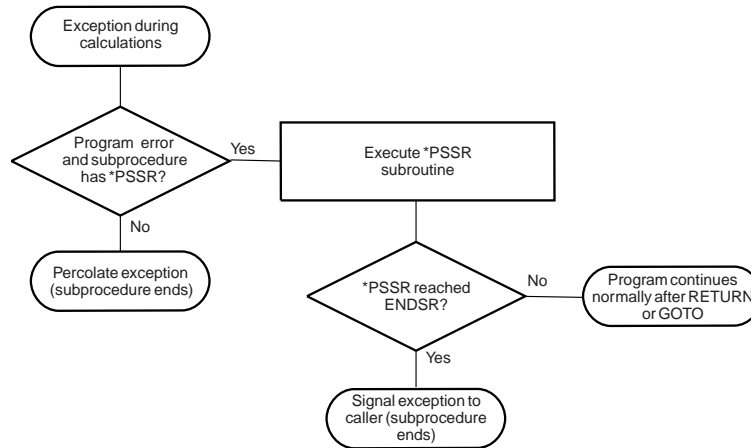 Exception during
calculations
Program error
and subprocedure
has *PSSR?
Yes
Execute *PSSR
subroutine
No
Percolate exception
(subprocedure ends)
*PSSR reached
ENDSR?
No
Program continues
normally after RETURN
or GOTO
Yes
Signal exception to
caller (subprocedure
ends)